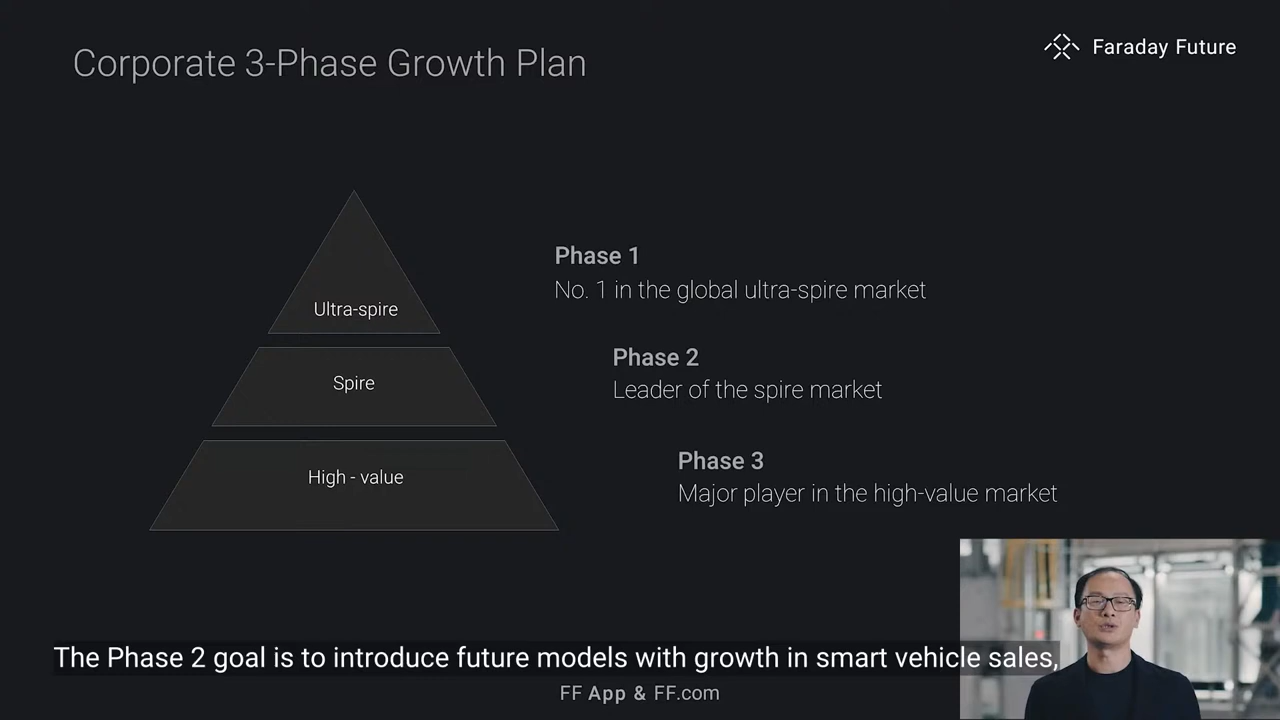 Corporate 3-Phase Growth Plan
Faraday Future
Ultra-spire
Spire
High - value
Phase 1
No. 1 in the global ultra-spire market
Phase 2
Leader of the spire market
Phase 3
Major player in the high-value market
The Phase 2 goal is to introduce future models with growth in smart vehicle sales,
FF App & FF.com